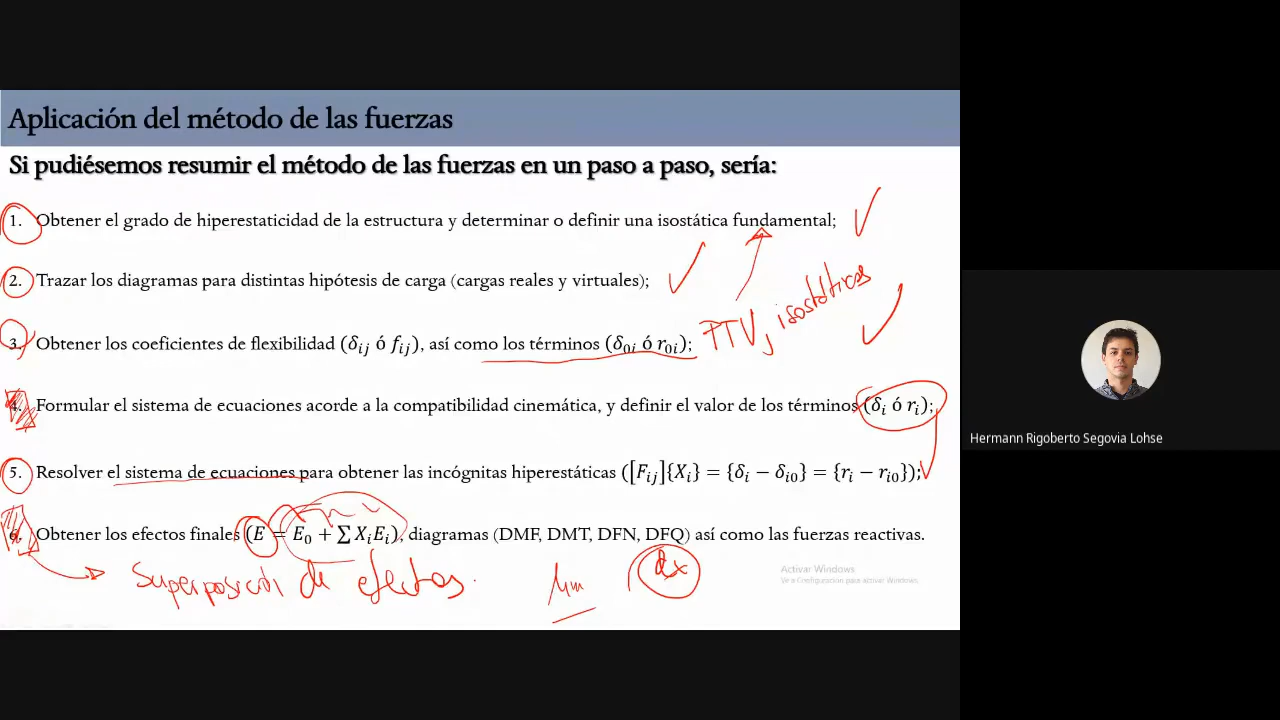 Aplicación del método de las fuerzas
Si pudiésemos resumir el método de las fuerzas en un paso a paso, sería:
1. Obtener el grado de hiperestaticidad de la estructura y determinar o definir una isostática fundamental;
2. Trazar los diagramas para distintas hipótesis de carga (cargas reales y virtuales);
PTV, isostáticas
3. Obtener los coeficientes de flexibilidad (δij ó fij), así como los términos (δ0i ó r0i);
4. Formular el sistema de ecuaciones acorde a la compatibilidad cinemática, y definir el valor de los términos (δi ó ri);
5. Resolver el sistema de ecuaciones para obtener las incógnitas hiperestáticas ([Fij]{Xi} = {δi − δi0} = {ri − ri0});
6. Obtener los efectos finales (E = E0 + ∑ XiEi), diagramas (DMF, DMT, DFN, DFQ) así como las fuerzas reactivas.
Superposición de efectos
dx
Activar Windows
Ve a Configuración para activar Windows.
Hermann Rigoberto Segovia Lohse